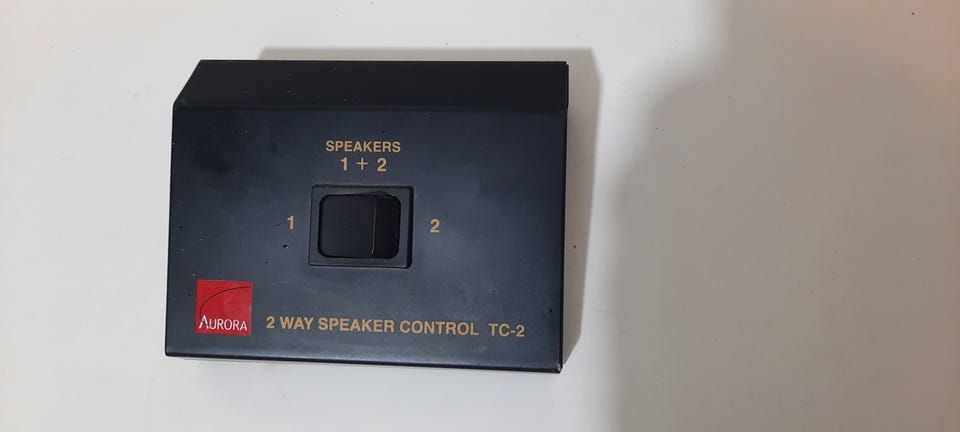 SPEAKERS
1 + 2
1
2
AURORA
2 WAY SPEAKER CONTROL TC-2